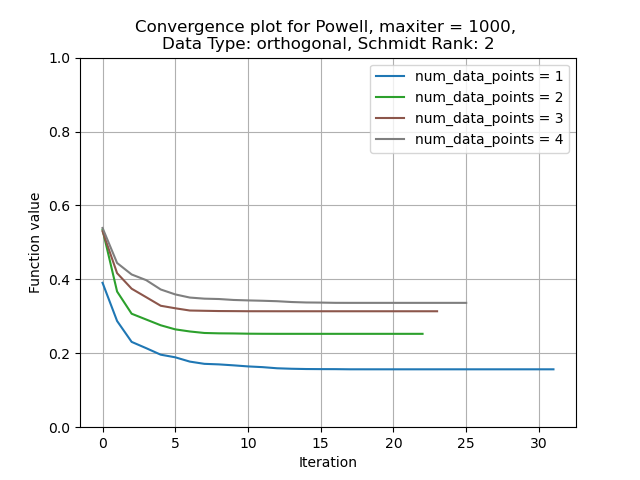 Convergence plot for Powell, maxiter = 1000,
Data Type: orthogonal, Schmidt Rank: 2
1.0
0.8
0.6
0.4
0.2
0.0
Function value
num_data_points = 1
num_data_points = 2
num_data_points = 3
num_data_points = 4
0 5 10 15 20 25 30
Iteration